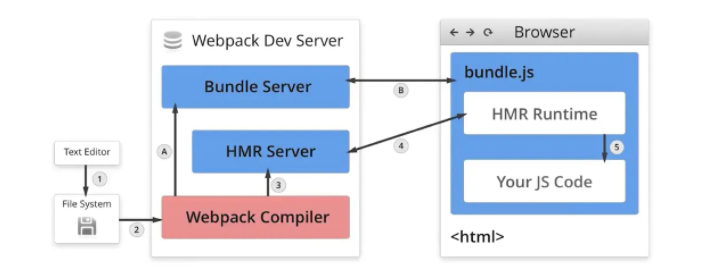 Webpack Dev Server
Browser
Bundle Server
B
bundle.js
HMR Runtime
Text Editor
A
HMR Server
4
5
1
3
Your JS Code
File System
2
Webpack Compiler
<html>